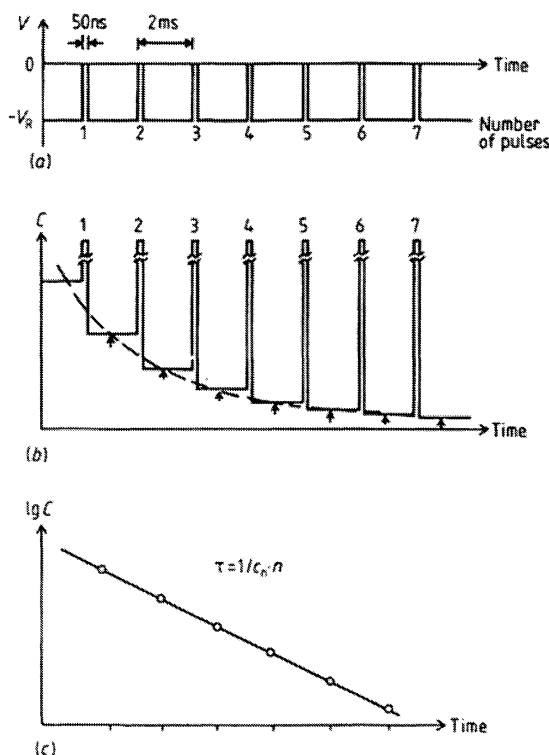 V
50ns
2ms
0
Time
-V_R
1 2 3 4 5 6 7
Number
of pulses
(a)
C
1 2 3 4 5 6 7
Time
(b)
lg C
τ=1/c_n·n
Time
(c)